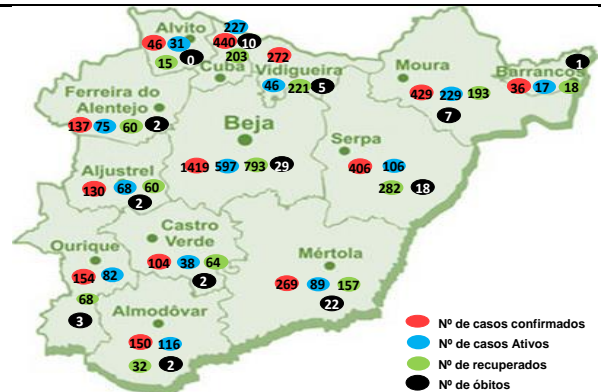 227
Alvito
46 31
440 10
15 0
203
Cuba
272
Vidigueira
46 221 5
Moura
429 229 193
7
1
Barrancos
36 17 18
Ferreira do
Alentejo
137 75 60 2
Beja
1419 597 793 29
Serpa
406 106
282 18
Aljustrel
130 68 60
2
Castro
Verde
104 38 64
2
Ourique
154 82
68
3
Mértola
269 89 157
22
Almodôvar
150 116
32 2
Nº de casos confirmados
Nº de casos Ativos
Nº de recuperados
Nº de óbitos